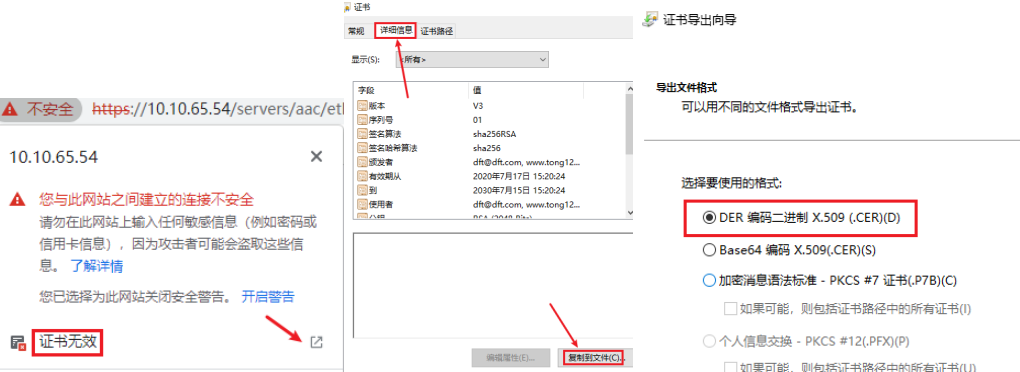 不安全 https://10.10.65.54/servers/aac/etl
10.10.65.54
您与此网站之间建立的连接不安全
请勿在此网站上输入任何敏感信息（例如密码或
信用卡信息），因为攻击者可能会盗取这些信
息。 了解详情
您已选择为此网站关闭安全警告。 开启警告
证书无效
证书
常规 详细信息 证书路径
显示(S): <所有>
字段 值
版本 V3
序列号 01
签名算法 sha256RSA
签名哈希算法 sha256
颁发者 dft@dft.com, www.tong12...
有效期从 2020年7月17日 15:20:24
到 2030年7月15日 15:20:24
使用者 dft@dft.com, www.tong12...
编辑属性(E)... 复制到文件(C)...
证书导出向导
导出文件格式
可以用不同的文件格式导出证书。
选择要使用的格式:
DER 编码二进制 X.509 (.CER)(D)
Base64 编码 X.509(.CER)(S)
加密消息语法标准 - PKCS #7 证书(.P7B)(C)
如果可能，则包括证书路径中的所有证书(I)
个人信息交换 - PKCS #12(.PFX)(P)
如果可能，则包括证书路径中的所有证书(U)